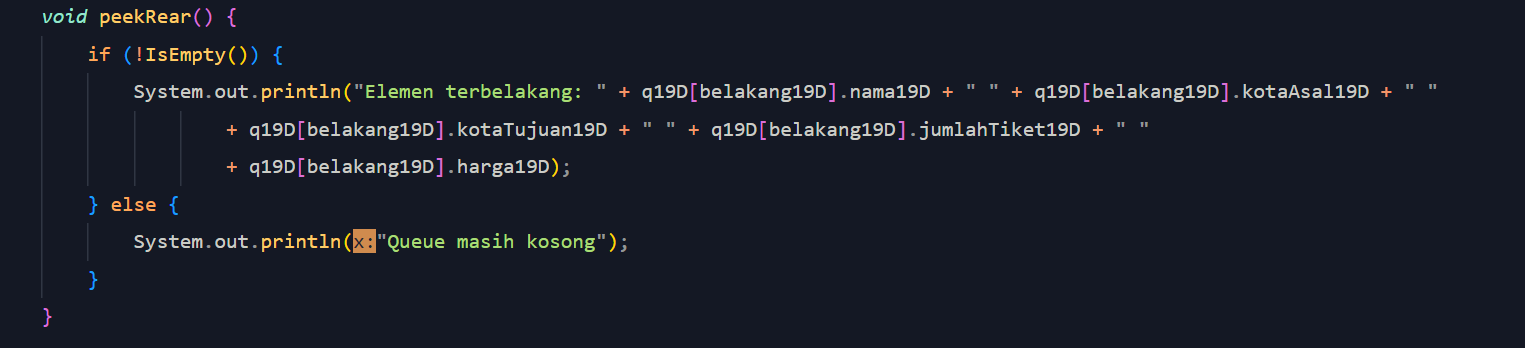 void peekRear() {
    if (!IsEmpty()) {
        System.out.println("Elemen terbelakang: " + q19D[belakang19D].nama19D + " " + q19D[belakang19D].kotaAsal19D + " "
                + q19D[belakang19D].kotaTujuan19D + " " + q19D[belakang19D].jumlahTiket19D + " "
                + q19D[belakang19D].harga19D);
    } else {
        System.out.println(x:"Queue masih kosong");
    }
}